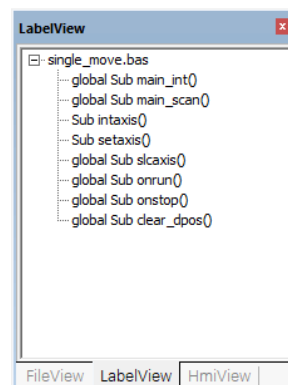 LabelView
single_move.bas
global Sub main_int()
global Sub main_scan()
Sub intaxis()
Sub setaxis()
global Sub slcaxis()
global Sub onrun()
global Sub onstop()
global Sub clear_dpos()
FileView LabelView HmiView